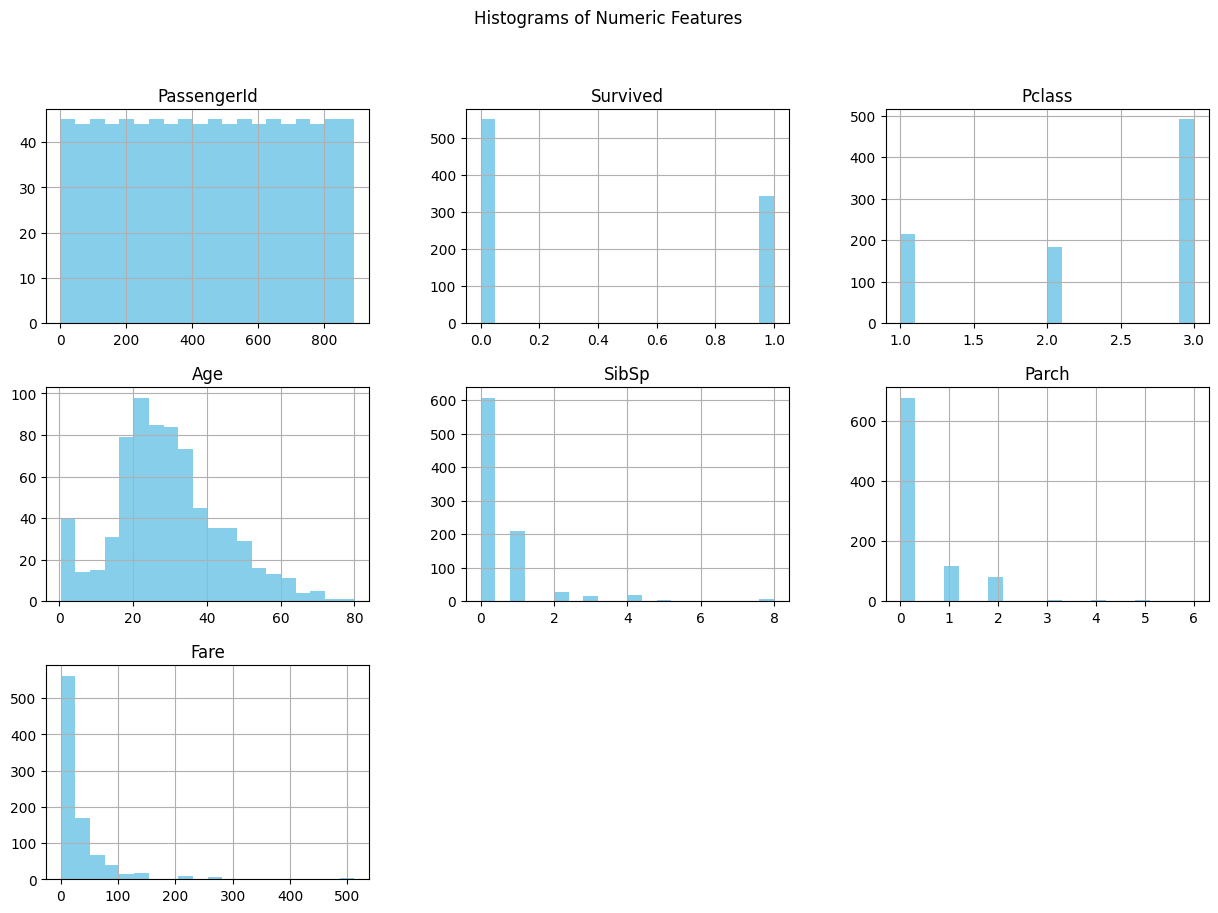 Histograms of Numeric Features
PassengerId
40
30
20
10
0
0 200 400 600 800
Survived
500
400
300
200
100
0
0.0 0.2 0.4 0.6 0.8 1.0
Pclass
500
400
300
200
100
0
1.0 1.5 2.0 2.5 3.0
Age
100
80
60
40
20
0
0 20 40 60 80
SibSp
600
500
400
300
200
100
0
0 2 4 6 8
Parch
600
400
200
0
0 1 2 3 4 5 6
Fare
500
400
300
200
100
0
0 100 200 300 400 500